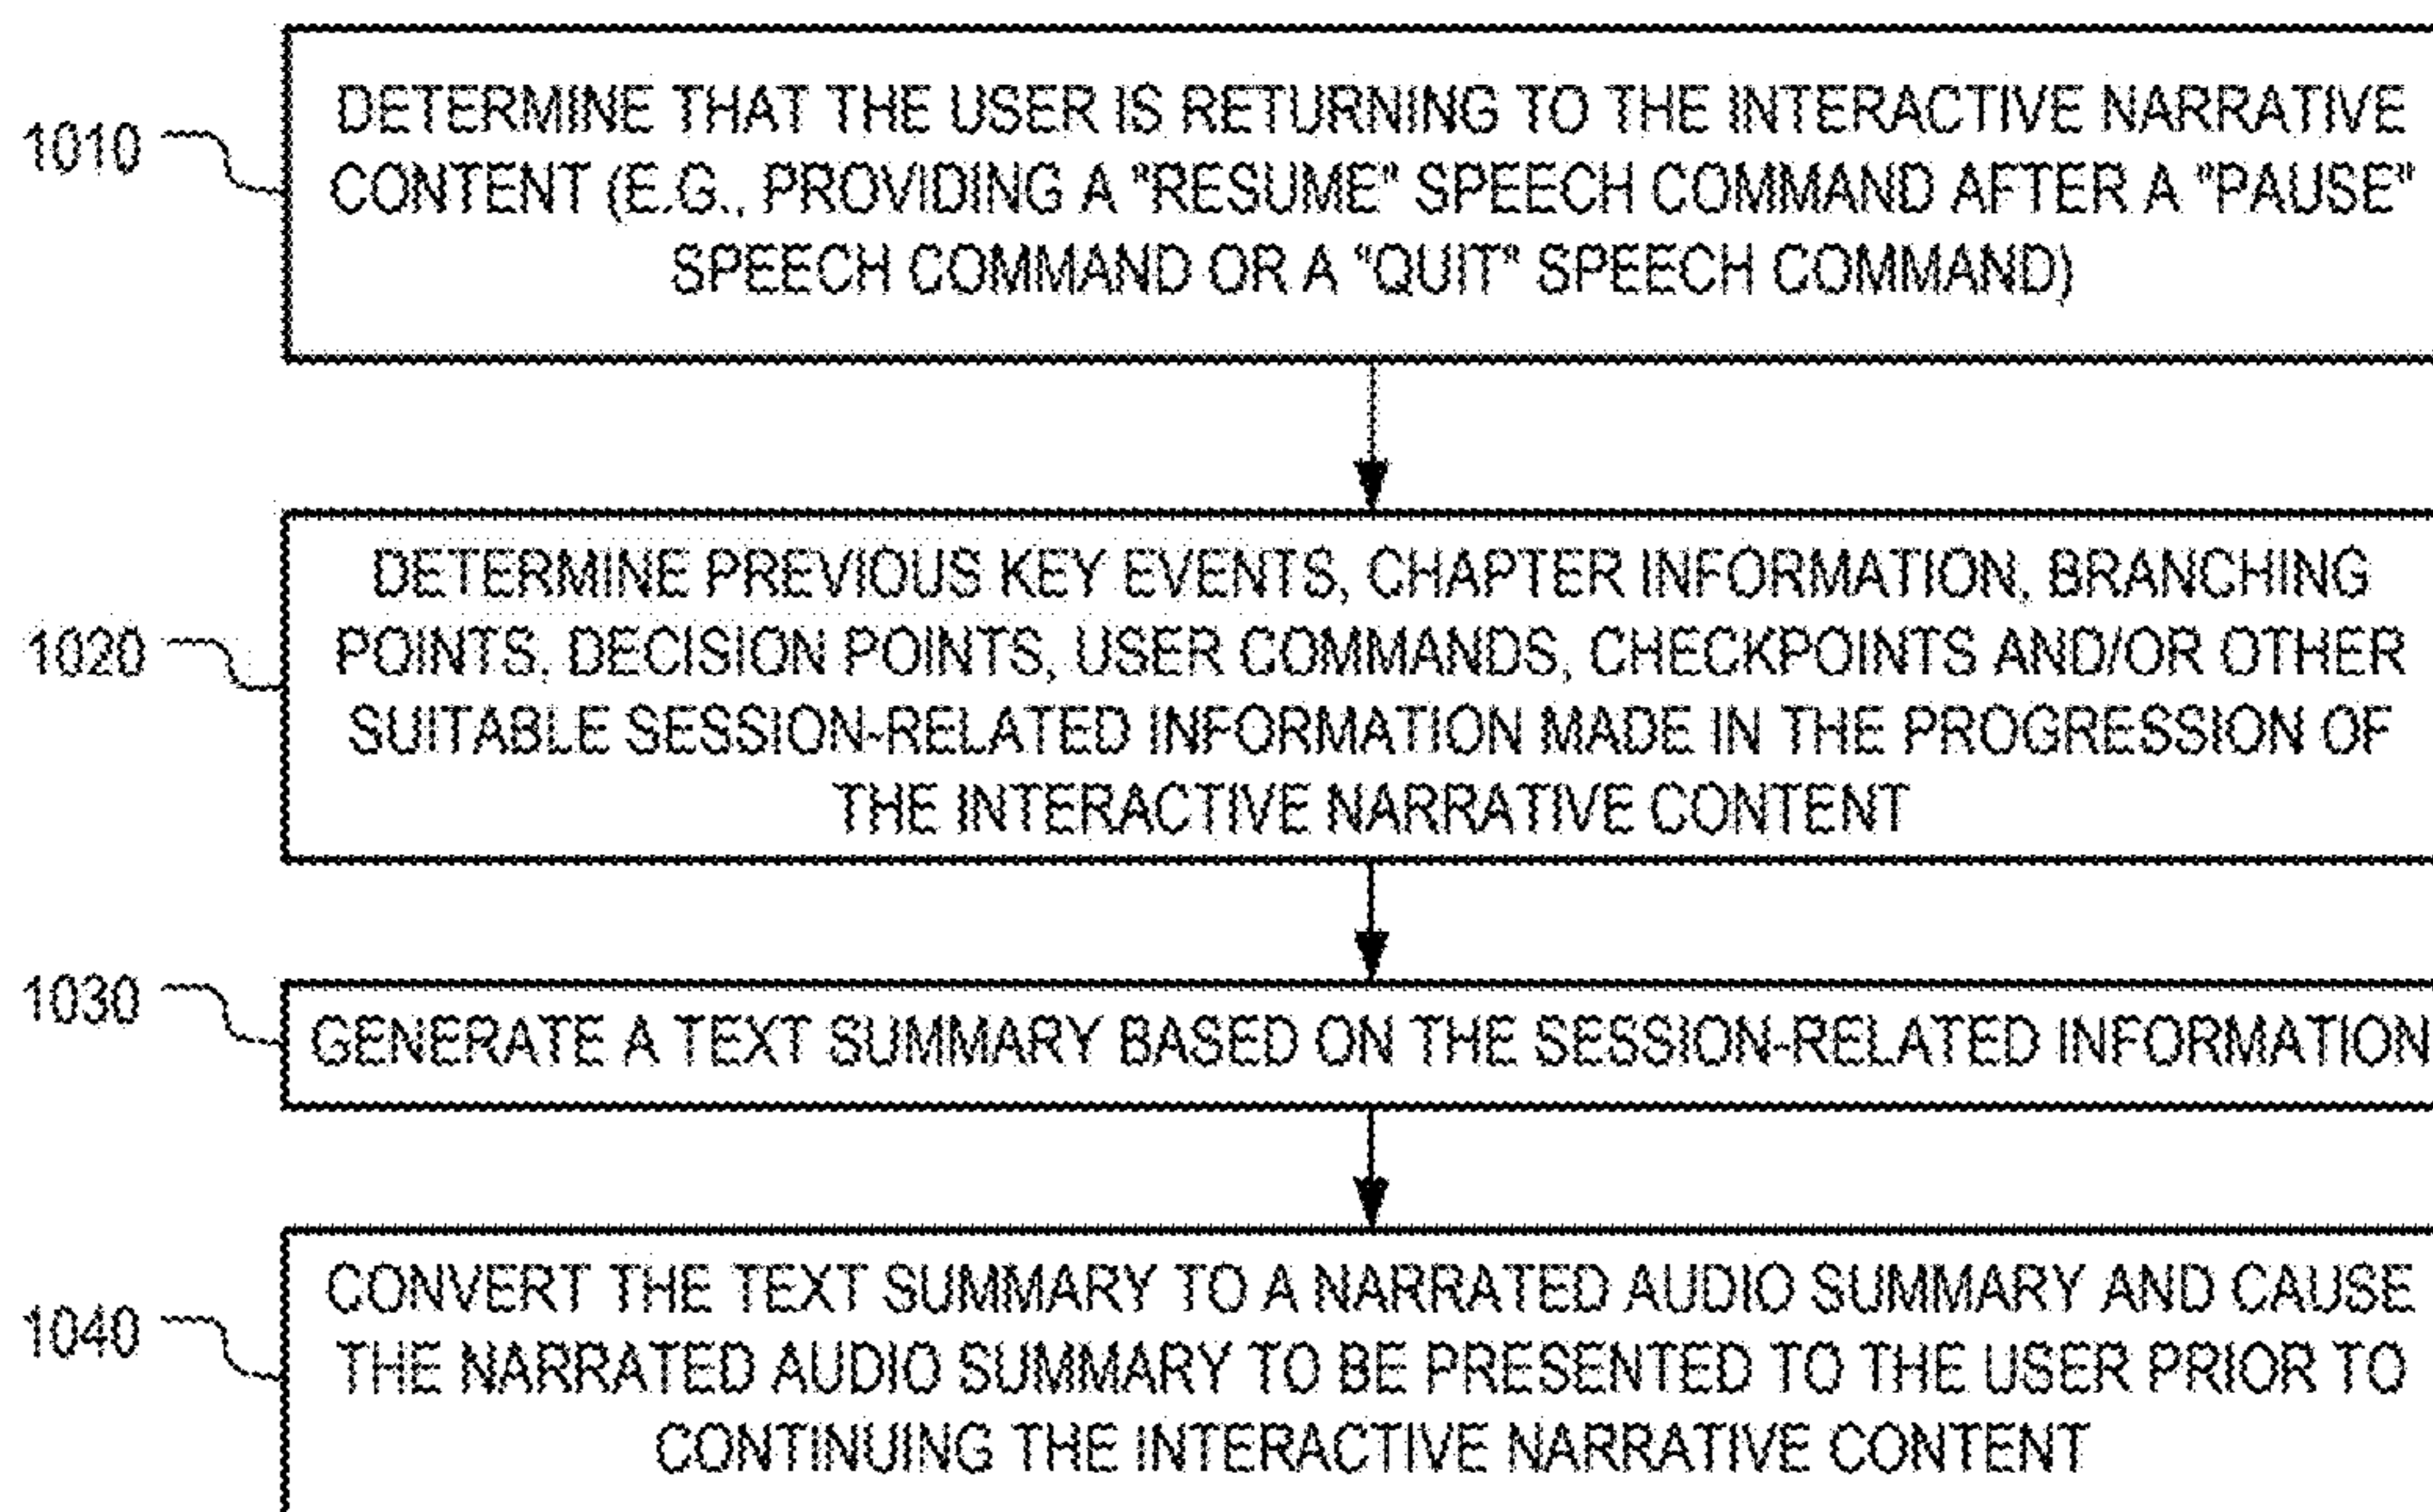 1010
DETERMINE THAT THE USER IS RETURNING TO THE INTERACTIVE NARRATIVE
CONTENT (E.G., PROVIDING A "RESUME" SPEECH COMMAND AFTER A "PAUSE"
SPEECH COMMAND OR A "QUIT" SPEECH COMMAND)
1020
DETERMINE PREVIOUS KEY EVENTS, CHAPTER INFORMATION, BRANCHING
POINTS, DECISION POINTS, USER COMMANDS, CHECKPOINTS AND/OR OTHER
SUITABLE SESSION-RELATED INFORMATION MADE IN THE PROGRESSION OF
THE INTERACTIVE NARRATIVE CONTENT
1030
GENERATE A TEXT SUMMARY BASED ON THE SESSION-RELATED INFORMATION
1040
CONVERT THE TEXT SUMMARY TO A NARRATED AUDIO SUMMARY AND CAUSE
THE NARRATED AUDIO SUMMARY TO BE PRESENTED TO THE USER PRIOR TO
CONTINUING THE INTERACTIVE NARRATIVE CONTENT